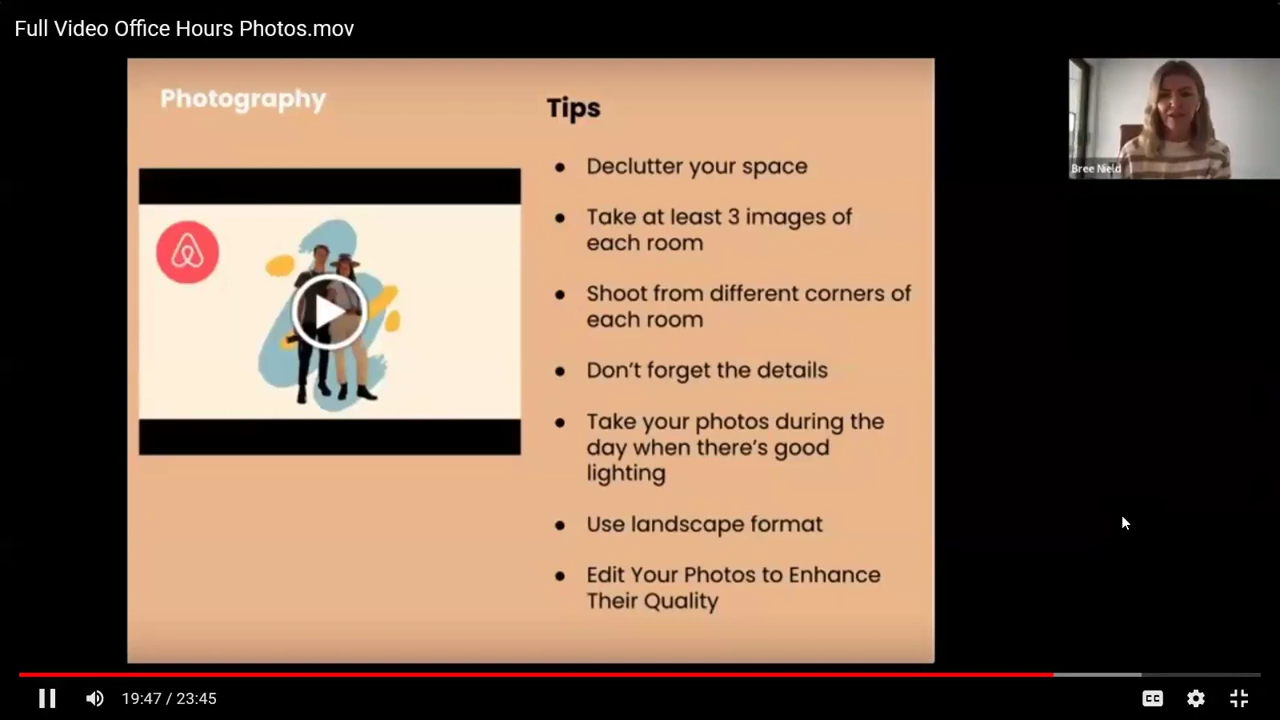 Full Video Office Hours Photos.mov
Photography
Tips
● Declutter your space
● Take at least 3 images of
each room
● Shoot from different corners of
each room
● Don't forget the details
● Take your photos during the
day when there's good
lighting
● Use landscape format
● Edit Your Photos to Enhance
Their Quality
Bree Nield
19:47 / 23:45
CC